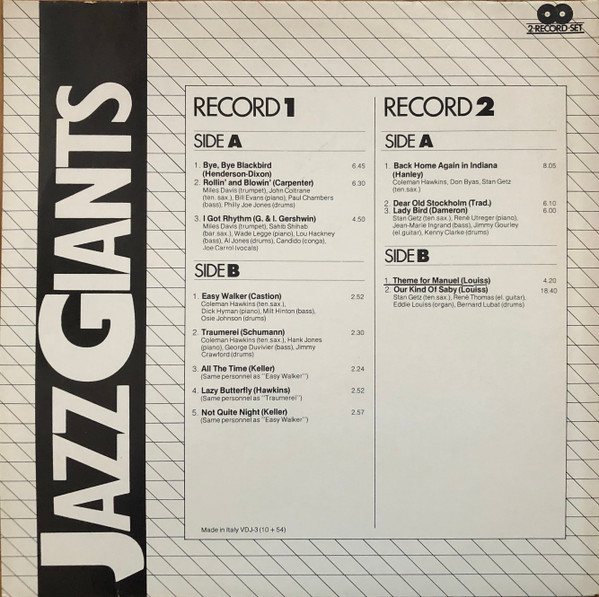 JAZZ GIANTS
2-RECORD-SET
RECORD 1
SIDE A
1. Bye, Bye Blackbird 6.45
(Henderson-Dixon)
2. Rollin' and Blowin' (Carpenter) 6.30
Miles Davis (trumpet), John Coltrane
(ten. sax.), Bill Evans (piano), Paul Chambers
(bass), Philly Joe Jones (drums)
3. I Got Rhythm (G. & I. Gershwin) 4.50
Miles Davis (trumpet), Sahib Shihab
(bar.sax.), Wade Legge (piano), Lou Hackney
(bass), Al Jones (drums), Candido (conga),
Joe Carrol (vocals)
SIDE B
1. Easy Walker (Castion) 2.52
Coleman Hawkins (ten.sax.),
Dick Hyman (piano), Milt Hinton (bass),
Osie Johnson (drums)
2. Traumerei (Schumann) 2.30
Coleman Hawkins (ten.sax.), Hank Jones
(piano), George Duvivier (bass), Jimmy
Crawford (drums)
3. All The Time (Keller) 2.24
(Same personnel as "Easy Walker")
4. Lazy Butterfly (Hawkins) 2.52
(Same personnel as "Traumerei")
5. Not Quite Night (Keller) 2.57
(Same personnel as "Easy Walker")
Made in Italy VDJ-3 (10 + 54)
RECORD 2
SIDE A
1. Back Home Again in Indiana 8.05
(Hanley)
Coleman Hawkins, Don Byas, Stan Getz
(ten.sax.)
2. Dear Old Stockholm (Trad.) 6.10
3. Lady Bird (Dameron) 6.00
Stan Getz (ten sax.), René Utreger (piano),
Jean-Marie Ingrand (bass), Jimmy Gourley
(el.guitar), Kenny Clarke (drums)
SIDE B
1. Theme for Manuel (Louiss) 4.20
2. Our Kind Of Saby (Louiss) 18.40
Stan Getz (ten.sax.), René Thomas (el. guitar),
Eddie Louiss (organ), Bernard Lubat (drums)